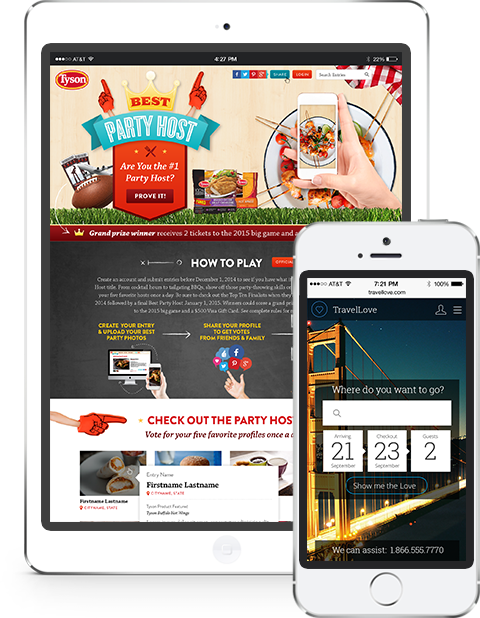 AT&T
4:27 PM
22%
Tyson
SHARE
LOG IN
Search Entries
BEST
PARTY HOST
Are You the #1
Party Host?
PROVE IT!
Grand prize winner receives 2 tickets to the 2015 big game and a
HOW TO PLAY
OFFICIAL
Create an account and submit entries before December 1, 2014 to see if you have what it
Host title. From cocktail hours to tailgating BBQs, show off those party-throwing skills
your five favorite hosts once a day. Be sure to check out the Top Ten Finalists when they
2014 followed by a final Best Party Host January 1, 2015. Winners could score a grand
to the 2015 big game and a $500 Visa Gift Card. See complete rules for
CREATE YOUR ENTRY
& UPLOAD YOUR BEST
PARTY PHOTOS
SHARE YOUR PROFILE
TO GET VOTES
FROM FRIENDS & FAMILY
CHECK OUT THE PARTY HOST
Vote for your five favorite profiles once a
Firstname Lastname
CITYNAME, STATE
Entry Name
Firstname Lastname
CITYNAME, STATE
Tyson Product Featured
Tyson Buffalo Hot Wings
Firstname Lastname
CITYNAME, STATE
AT&T
7:21 PM
100%
travellove.com
TravelLove
Where do you want to go?
Arriving
21
September
Checkout
23
September
Guests
2
Show me the Love
We can assist: 1.866.555.7770